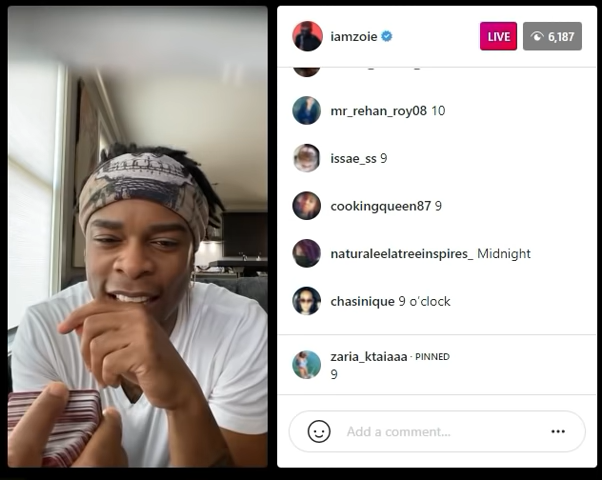 iamzoie
LIVE
6,187
mr_rehan_roy08 10
issae_ss 9
cookingqueen87 9
naturaleelatreeinspires_ Midnight
chasinique 9 o'clock
zaria_ktaiaaa · PINNED
9
Add a comment...